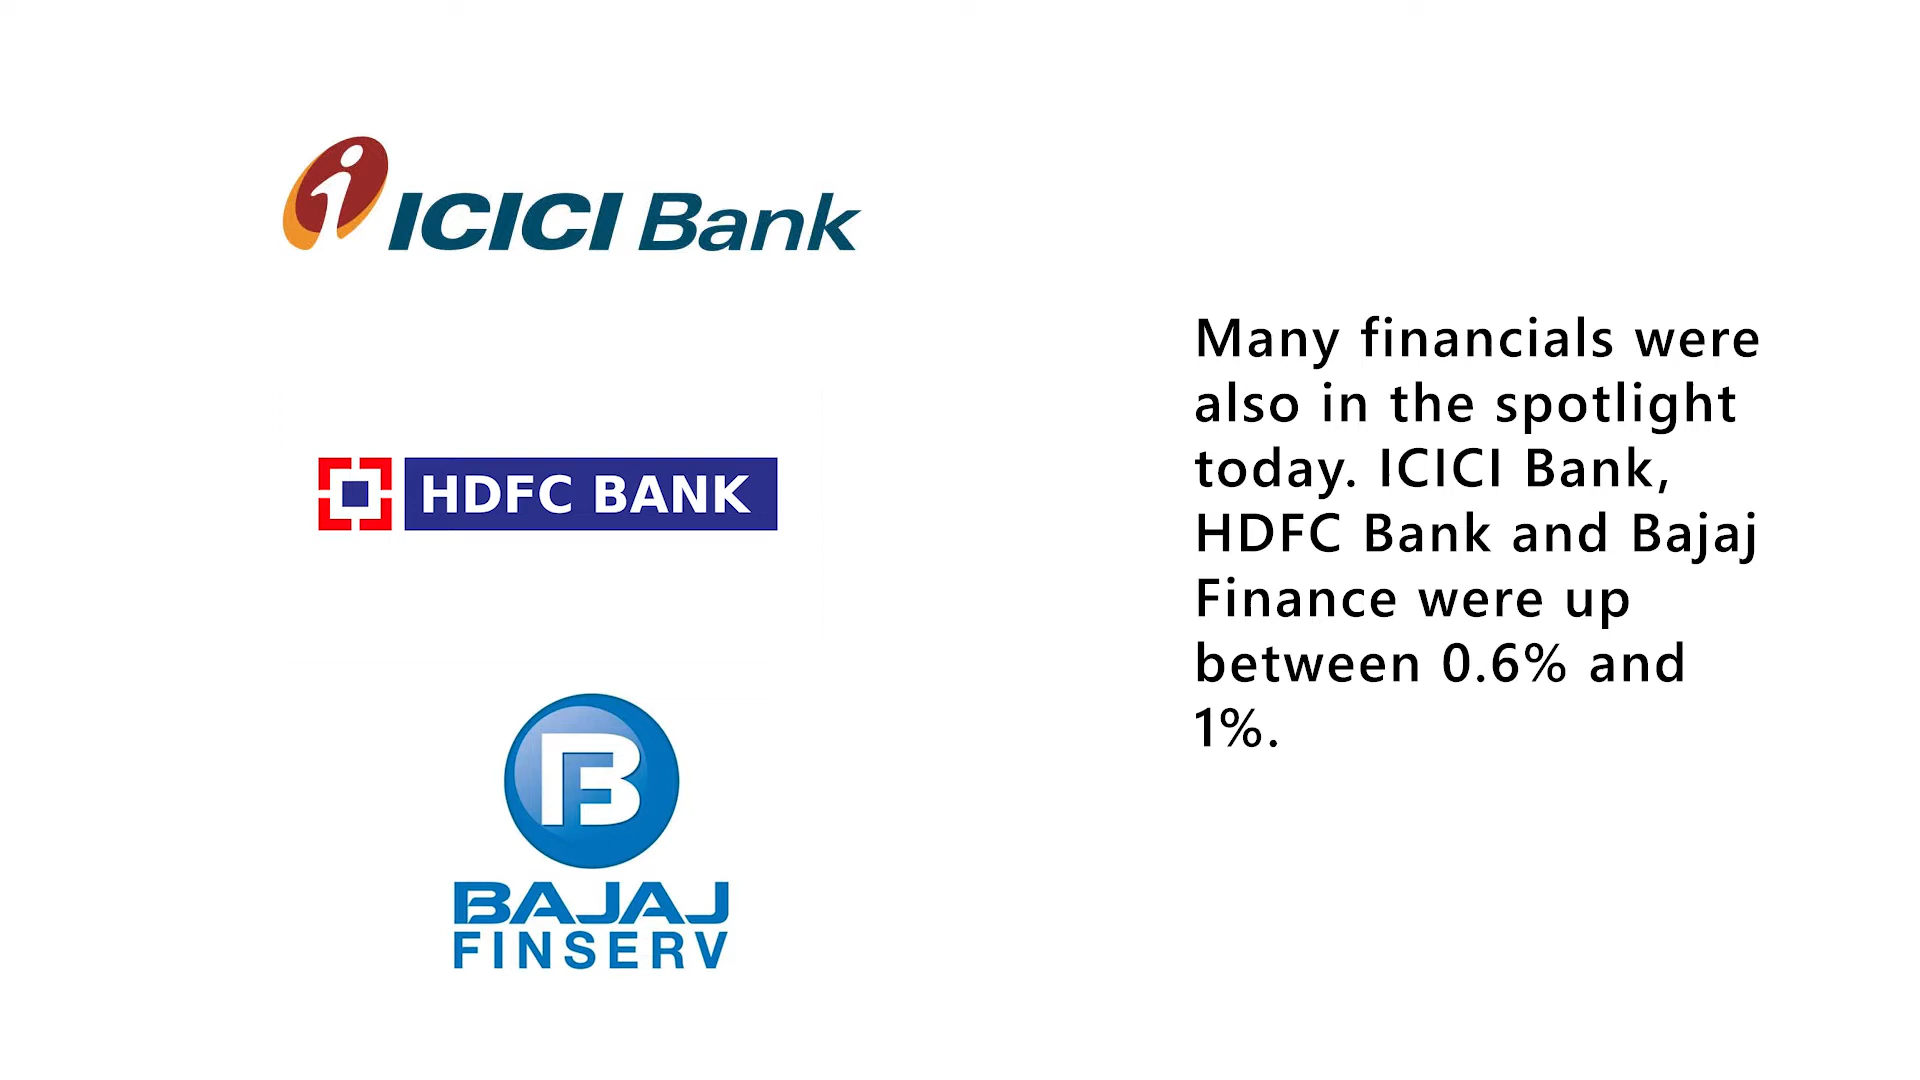 ICICI Bank
HDFC BANK
BAJAJ
FINSERV
Many financials were
also in the spotlight
today. ICICI Bank,
HDFC Bank and Bajaj
Finance were up
between 0.6% and
1%.